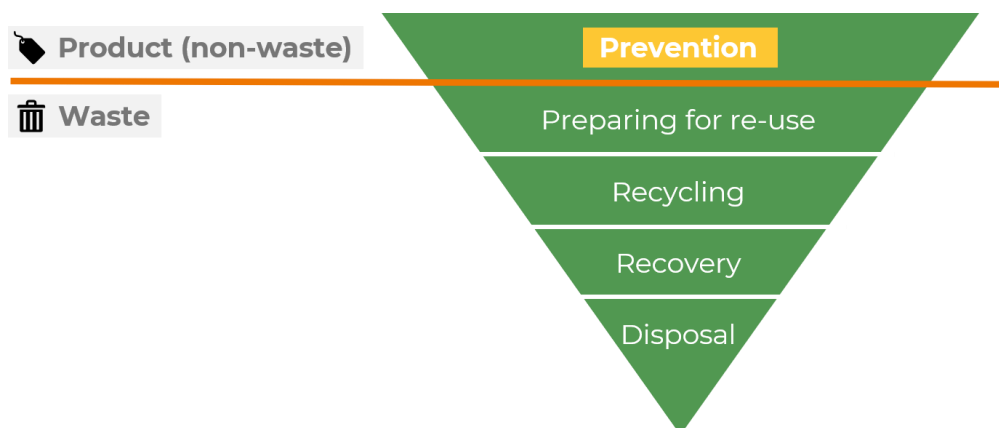 Product (non-waste)
Prevention
Waste
Preparing for re-use
Recycling
Recovery
Disposal